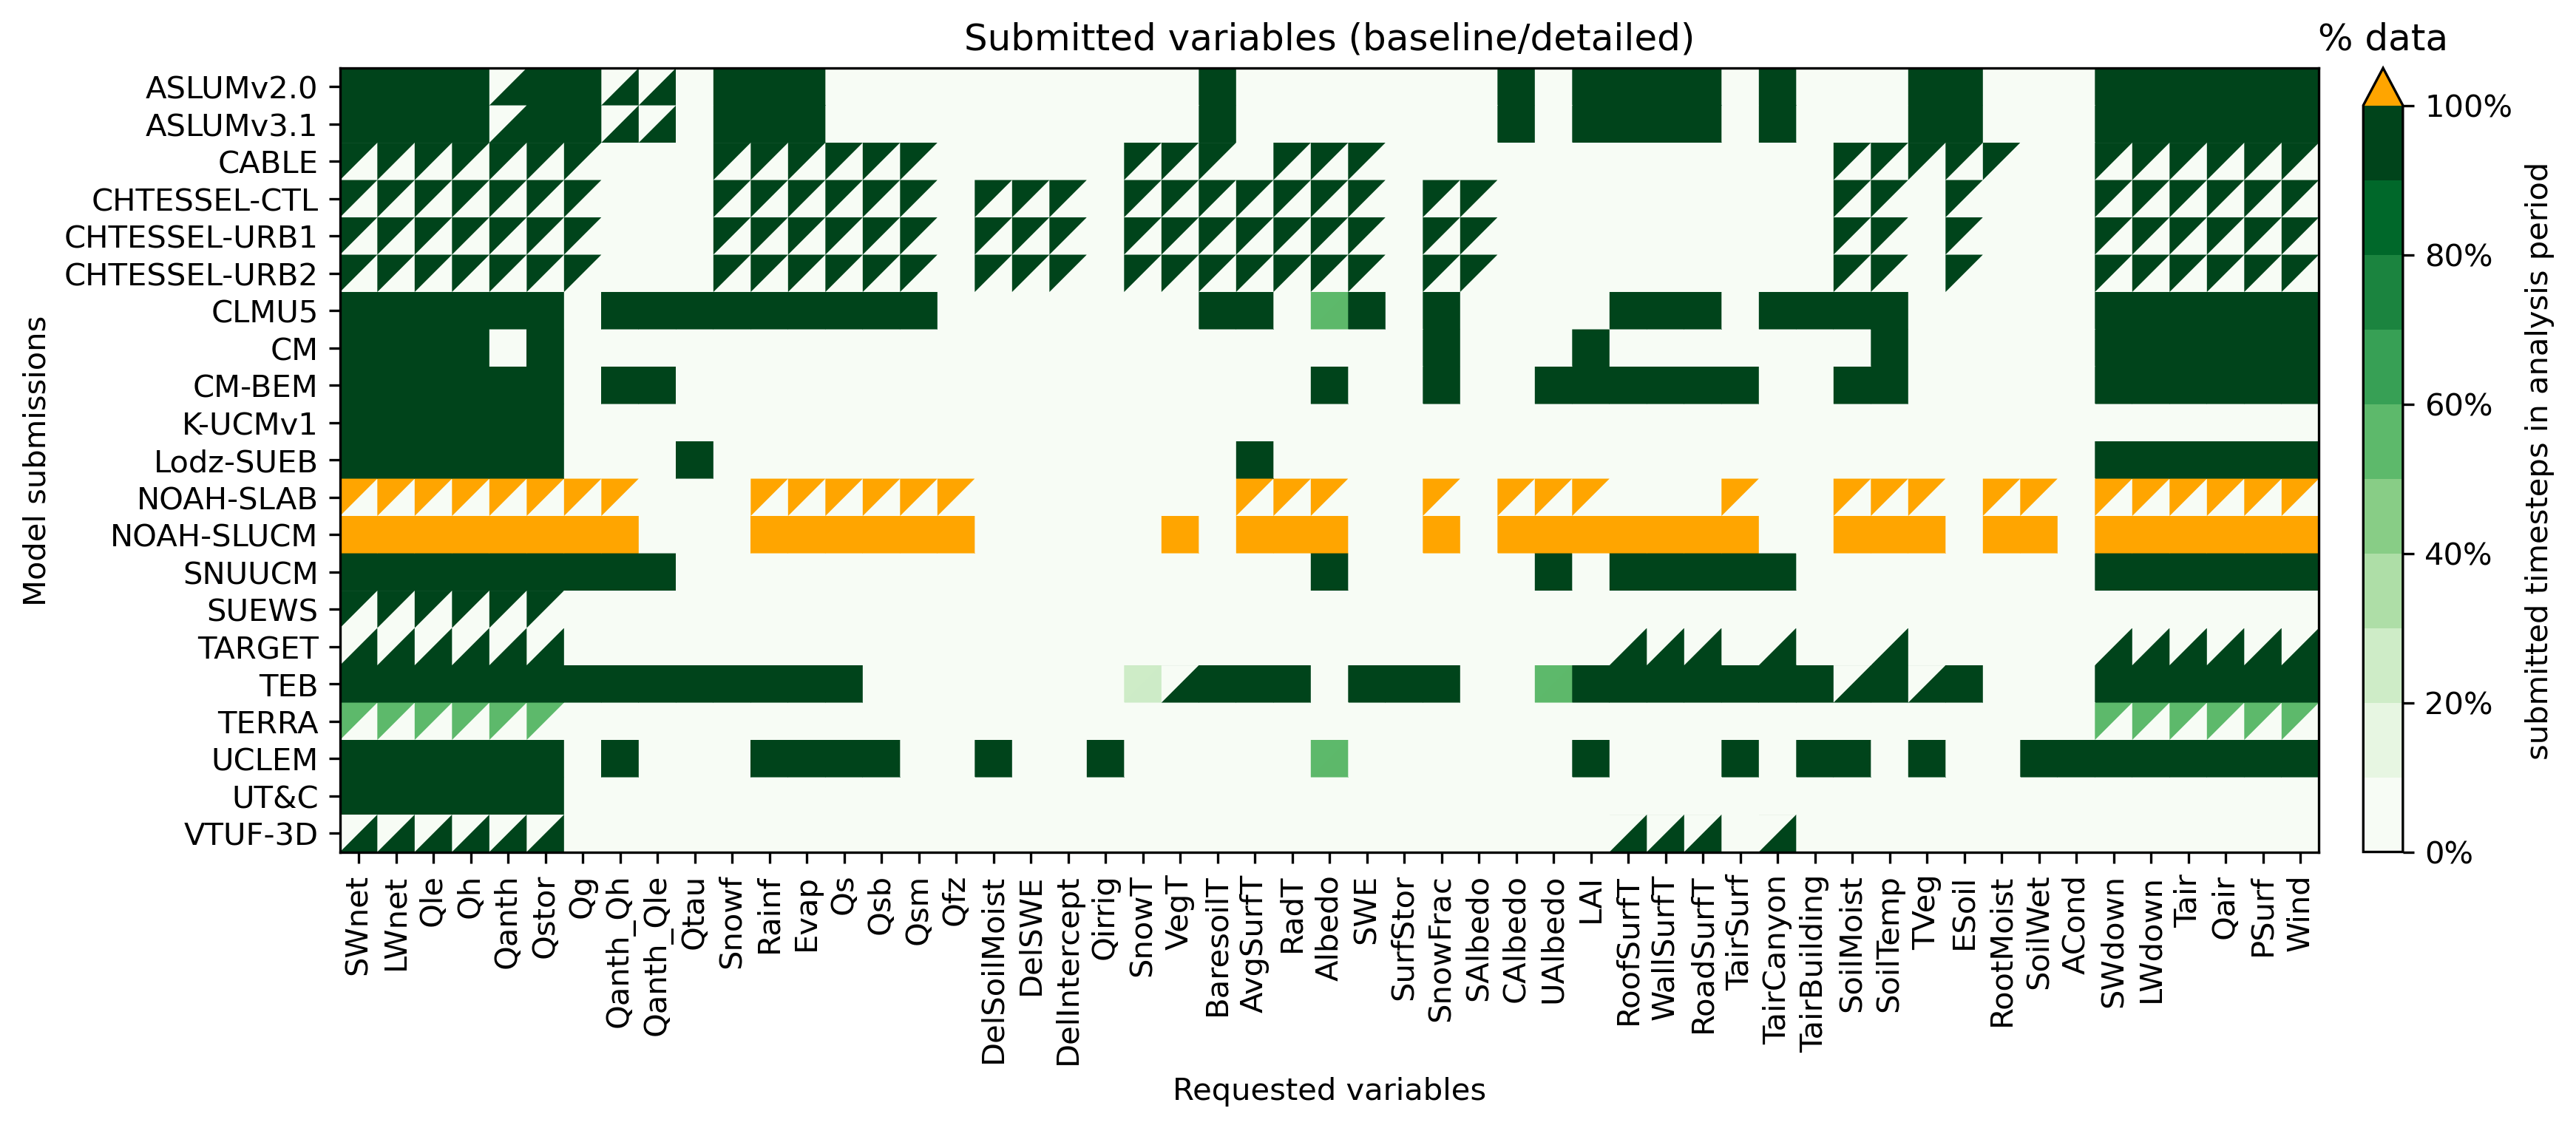 Submitted variables (baseline/detailed)
% data
Model submissions
ASLUMv2.0
ASLUMv3.1
CABLE
CHTESSEL-CTL
CHTESSEL-URB1
CHTESSEL-URB2
CLMU5
CM
CM-BEM
K-UCMv1
Lodz-SUEB
NOAH-SLAB
NOAH-SLUCM
SNUUCM
SUEWS
TARGET
TEB
TERRA
UCLEM
UT&C
VTUF-3D
SWnet
LWnet
Qle
Qh
Qanth
Qstor
Qg
Qanth_Qh
Qanth_Qle
Qtau
Snowf
Rainf
Evap
Qs
Qsb
Qsm
Qfz
DelSoilMoist
DelSWE
DelIntercept
Qirrig
SnowT
VegT
BaresoilT
AvgSurfT
RadT
Albedo
SWE
SurfStor
SnowFrac
SAlbedo
CAlbedo
UAlbedo
LAI
RoofSurfT
WallSurfT
RoadSurfT
TairSurf
TairCanyon
TairBuilding
SoilMoist
SoilTemp
TVeg
ESoil
RootMoist
SoilWet
ACond
SWdown
LWdown
Tair
Qair
PSurf
Wind
Requested variables
100%
80%
60%
40%
20%
0%
submitted timesteps in analysis period